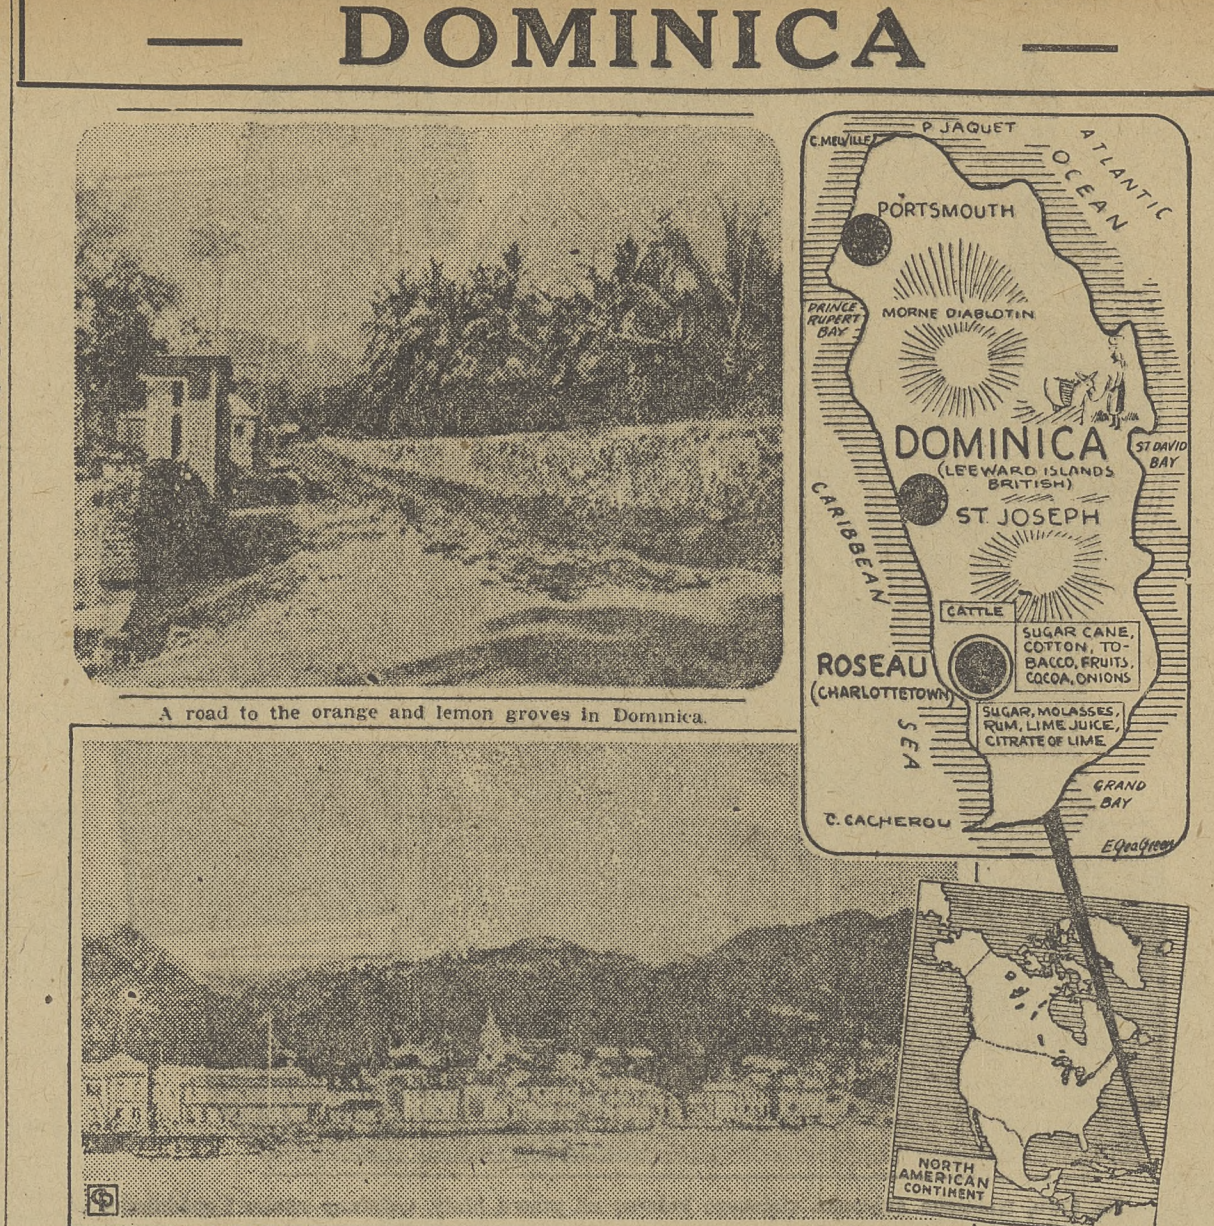 — DOMINICA —
A road to the orange and lemon groves in Dominica.
P. JAQUET
C. MELVILLE
ATLANTIC
OCEAN
PORTSMOUTH
PRINCE
RUPERT
BAY
MORNE DIABLOTIN
DOMINICA
(LEEWARD ISLANDS
BRITISH)
ST DAVID
BAY
ST. JOSEPH
CARIBBEAN
SEA
CATTLE
SUGAR CANE,
COTTON, TO-
BACCO, FRUITS,
COCOA, ONIONS
ROSEAU
(CHARLOTTETOWN)
SUGAR, MOLASSES,
RUM, LIME JUICE,
CITRATE OF LIME
GRAND
BAY
C. CACHEROU
NORTH
AMERICAN
CONTINENT
CP